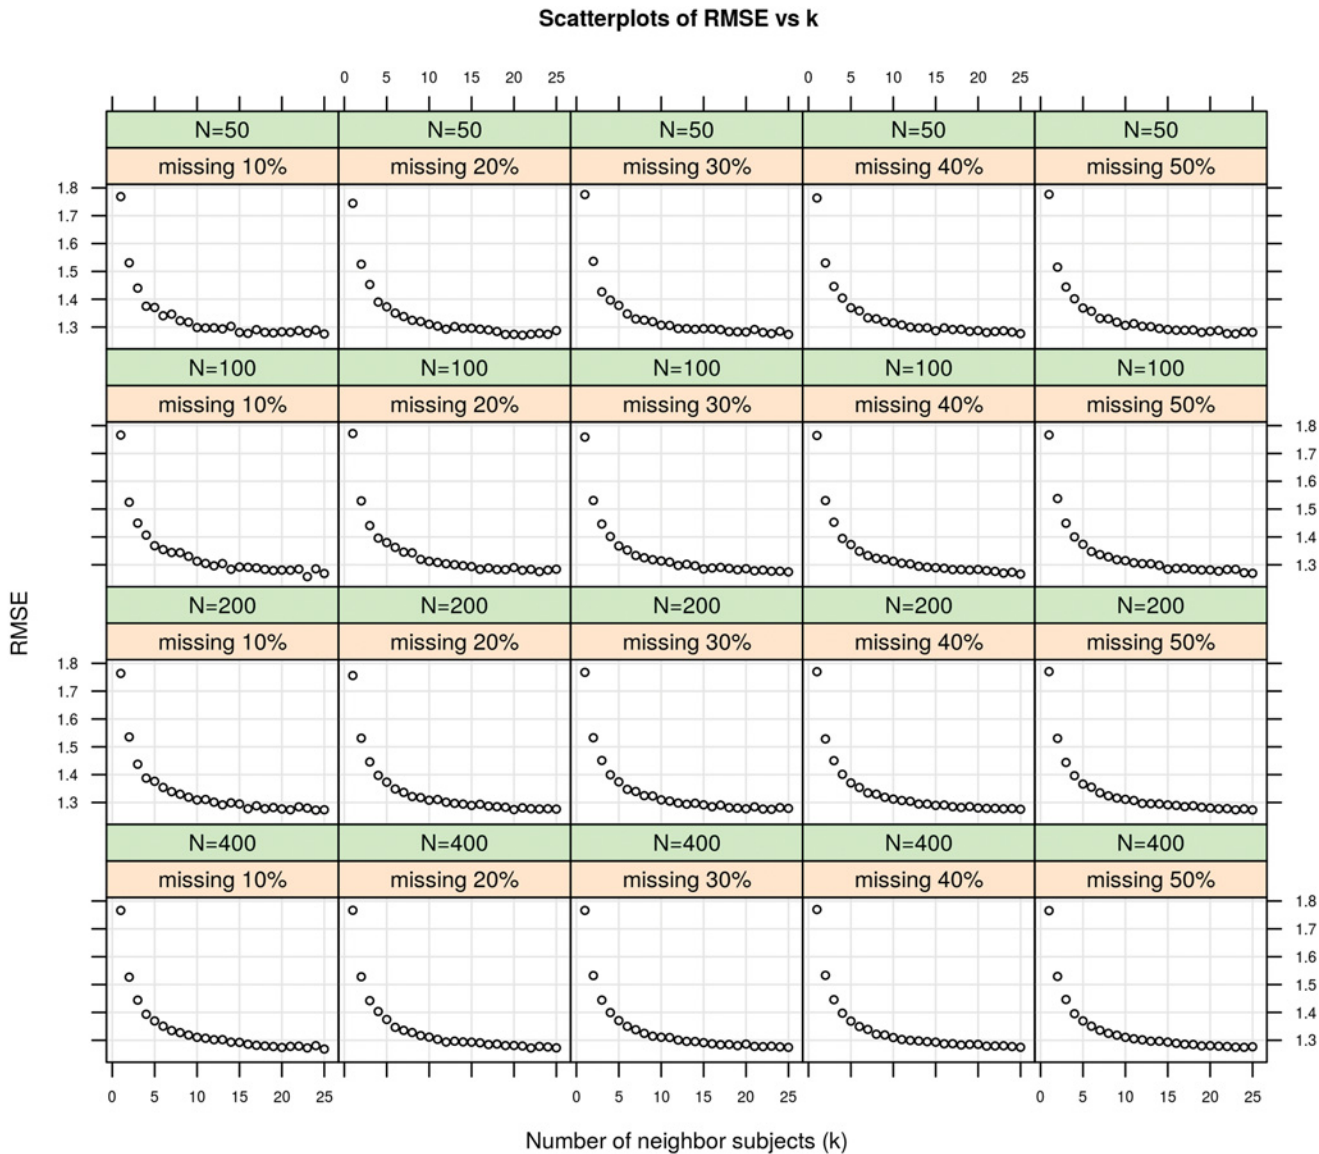 Scatterplots of RMSE vs k
0 5 10 15 20 25 0 5 10 15 20 25
N=50 N=50 N=50 N=50 N=50
missing 10% missing 20% missing 30% missing 40% missing 50%
1.8
1.7
1.6
1.5
1.4
1.3
N=100 N=100 N=100 N=100 N=100
missing 10% missing 20% missing 30% missing 40% missing 50%
1.8
1.7
1.6
1.5
1.4
1.3
RMSE
N=200 N=200 N=200 N=200 N=200
missing 10% missing 20% missing 30% missing 40% missing 50%
1.8
1.7
1.6
1.5
1.4
1.3
N=400 N=400 N=400 N=400 N=400
missing 10% missing 20% missing 30% missing 40% missing 50%
1.8
1.7
1.6
1.5
1.4
1.3
0 5 10 15 20 25 0 5 10 15 20 25 0 5 10 15 20 25
Number of neighbor subjects (k)